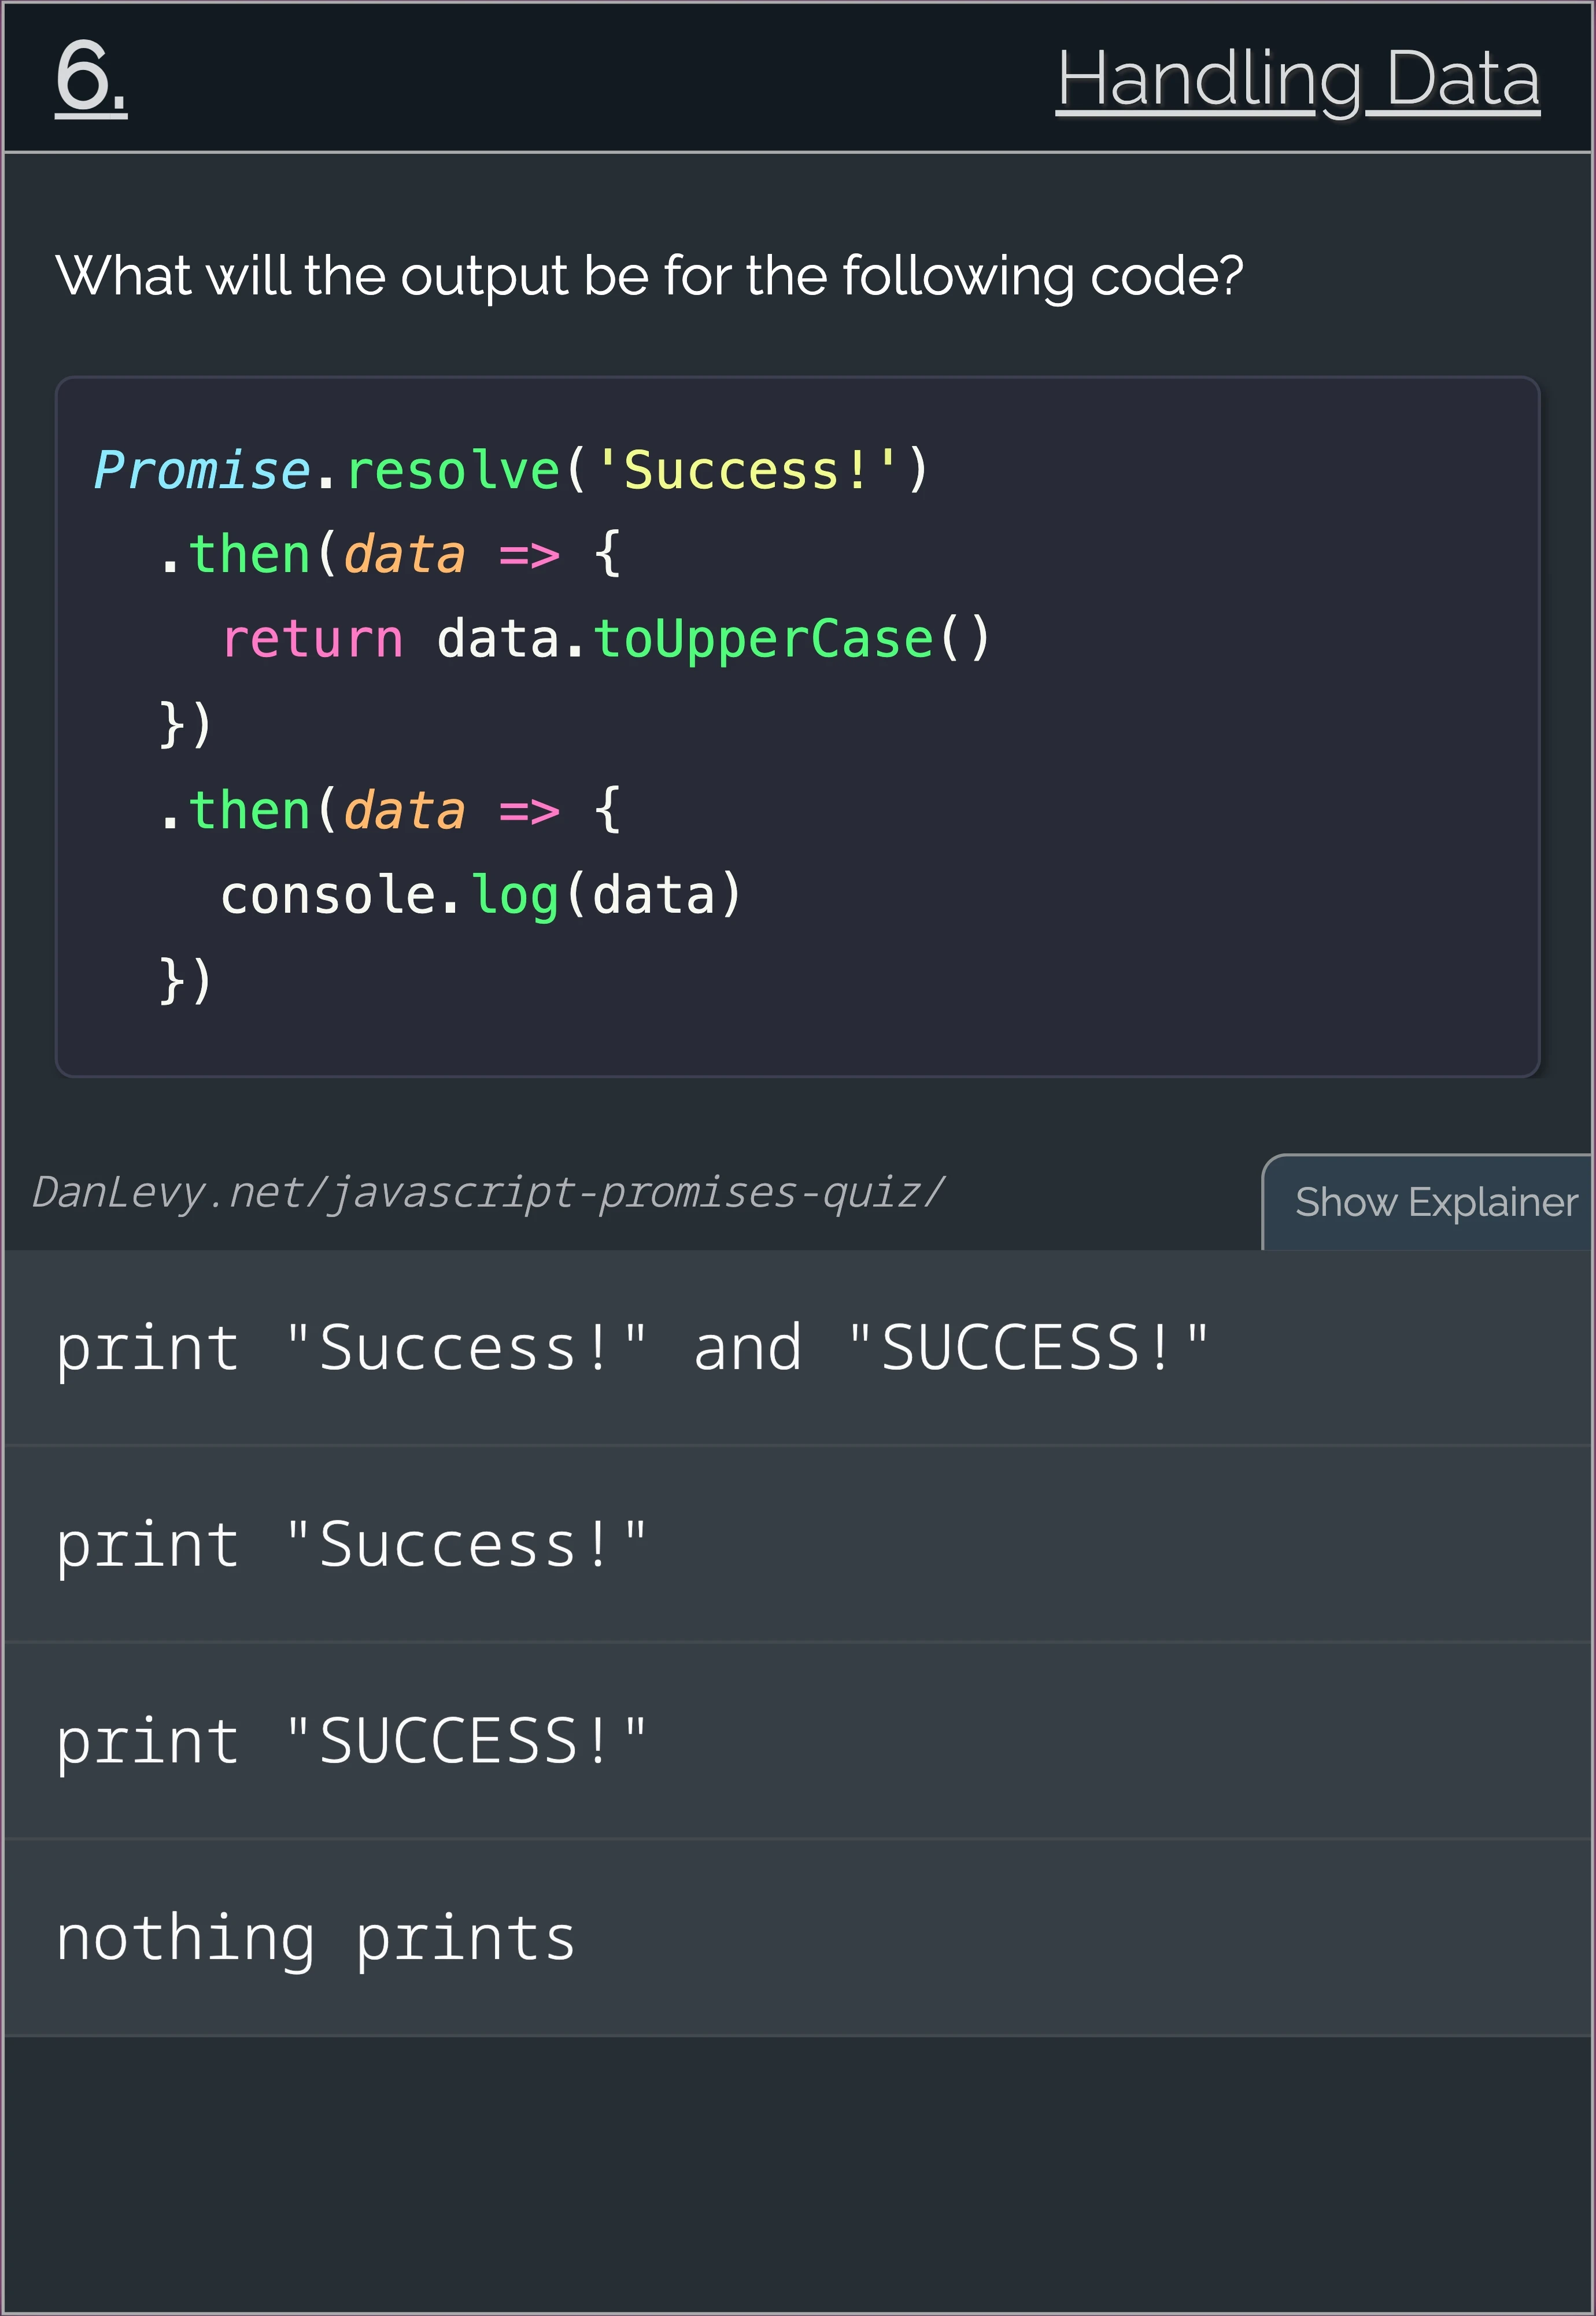 6.
Handling Data
What will the output be for the following code?
Promise.resolve('Success!')
  .then(data => {
    return data.toUpperCase()
  })
  .then(data => {
    console.log(data)
  })
DanLevy.net/javascript-promises-quiz/
Show Explainer
print "Success!" and "SUCCESS!"
print "Success!"
print "SUCCESS!"
nothing prints